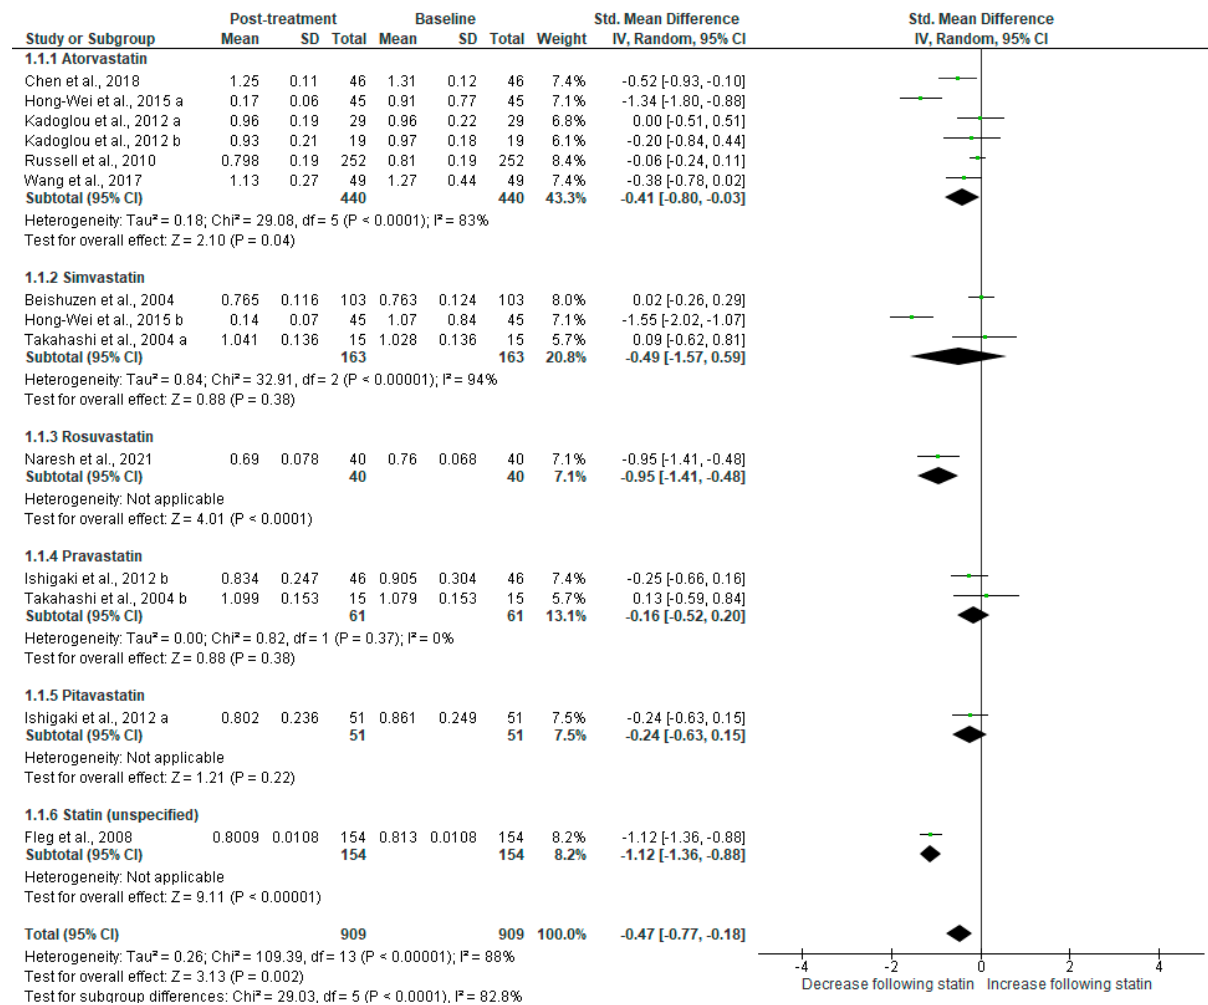 Post-treatment Baseline Std. Mean Difference Std. Mean Difference
Study or Subgroup Mean SD Total Mean SD Total Weight IV, Random, 95% CI IV, Random, 95% CI
1.1.1 Atorvastatin
Chen et al., 2018 1.25 0.11 46 1.31 0.12 46 7.4% -0.52 [-0.93, -0.10]
Hong-Wei et al., 2015 a 0.17 0.06 45 0.91 0.77 45 7.1% -1.34 [-1.80, -0.88]
Kadoglou et al., 2012 a 0.96 0.19 29 0.96 0.22 29 6.8% 0.00 [-0.51, 0.51]
Kadoglou et al., 2012 b 0.93 0.21 19 0.97 0.18 19 6.1% -0.20 [-0.84, 0.44]
Russell et al., 2010 0.798 0.19 252 0.81 0.19 252 8.4% -0.06 [-0.24, 0.11]
Wang et al., 2017 1.13 0.27 49 1.27 0.44 49 7.4% -0.38 [-0.78, 0.02]
Subtotal (95% CI) 440 440 43.3% -0.41 [-0.80, -0.03]
Heterogeneity: Tau² = 0.18; Chi² = 29.08, df = 5 (P < 0.0001); I² = 83%
Test for overall effect: Z = 2.10 (P = 0.04)
1.1.2 Simvastatin
Beishuzen et al., 2004 0.765 0.116 103 0.763 0.124 103 8.0% 0.02 [-0.26, 0.29]
Hong-Wei et al., 2015 b 0.14 0.07 45 1.07 0.84 45 7.1% -1.55 [-2.02, -1.07]
Takahashi et al., 2004 a 1.041 0.136 15 1.028 0.136 15 5.7% 0.09 [-0.62, 0.81]
Subtotal (95% CI) 163 163 20.8% -0.49 [-1.57, 0.59]
Heterogeneity: Tau² = 0.84; Chi² = 32.91, df = 2 (P < 0.00001); I² = 94%
Test for overall effect: Z = 0.88 (P = 0.38)
1.1.3 Rosuvastatin
Naresh et al., 2021 0.69 0.078 40 0.76 0.068 40 7.1% -0.95 [-1.41, -0.48]
Subtotal (95% CI) 40 40 7.1% -0.95 [-1.41, -0.48]
Heterogeneity: Not applicable
Test for overall effect: Z = 4.01 (P < 0.0001)
1.1.4 Pravastatin
Ishigaki et al., 2012 b 0.834 0.247 46 0.905 0.304 46 7.4% -0.25 [-0.66, 0.16]
Takahashi et al., 2004 b 1.099 0.153 15 1.079 0.153 15 5.7% 0.13 [-0.59, 0.84]
Subtotal (95% CI) 61 61 13.1% -0.16 [-0.52, 0.20]
Heterogeneity: Tau² = 0.00; Chi² = 0.82, df = 1 (P = 0.37); I² = 0%
Test for overall effect: Z = 0.88 (P = 0.38)
1.1.5 Pitavastatin
Ishigaki et al., 2012 a 0.802 0.236 51 0.861 0.249 51 7.5% -0.24 [-0.63, 0.15]
Subtotal (95% CI) 51 51 7.5% -0.24 [-0.63, 0.15]
Heterogeneity: Not applicable
Test for overall effect: Z = 1.21 (P = 0.22)
1.1.6 Statin (unspecified)
Fleg et al., 2008 0.8009 0.0108 154 0.813 0.0108 154 8.2% -1.12 [-1.36, -0.88]
Subtotal (95% CI) 154 154 8.2% -1.12 [-1.36, -0.88]
Heterogeneity: Not applicable
Test for overall effect: Z = 9.11 (P < 0.00001)
Total (95% CI) 909 909 100.0% -0.47 [-0.77, -0.18]
Heterogeneity: Tau² = 0.26; Chi² = 109.39, df = 13 (P < 0.00001); I² = 88%
Test for overall effect: Z = 3.13 (P = 0.002)
Test for subgroup differences: Chi² = 29.03, df = 5 (P < 0.0001), I² = 82.8%
-4 -2 0 2 4
Decrease following statin Increase following statin